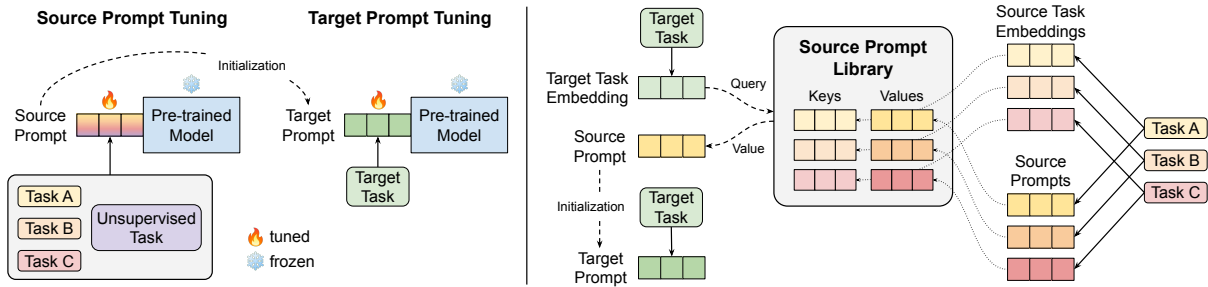 Source Prompt Tuning
Target Prompt Tuning
Initialization
Source
Prompt
Pre-trained
Model
Target
Prompt
Pre-trained
Model
Target
Task
Task A
Task B
Task C
Unsupervised
Task
tuned
frozen
Target
Task
Target Task
Embedding
Query
Source
Prompt
Value
Initialization
Target
Task
Target
Prompt
Source Prompt
Library
Keys
Values
Source Task
Embeddings
Source
Prompts
Task A
Task B
Task C